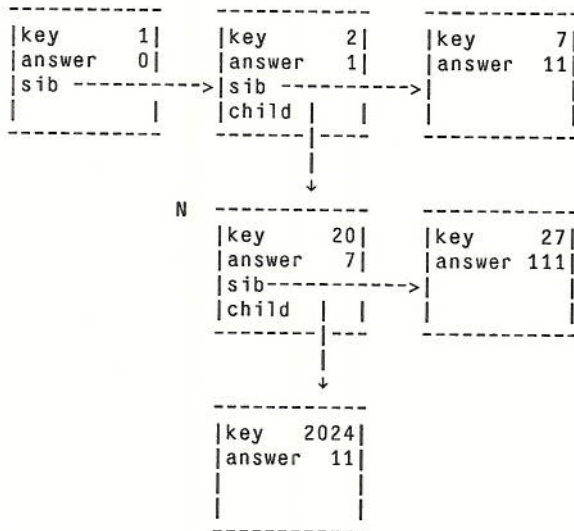 key 1 key 2 key 7
answer 0 answer 1 answer 11
sib sib
child
N
key 20 key 27
answer 7 answer 111
sib
child
key 2024
answer 11